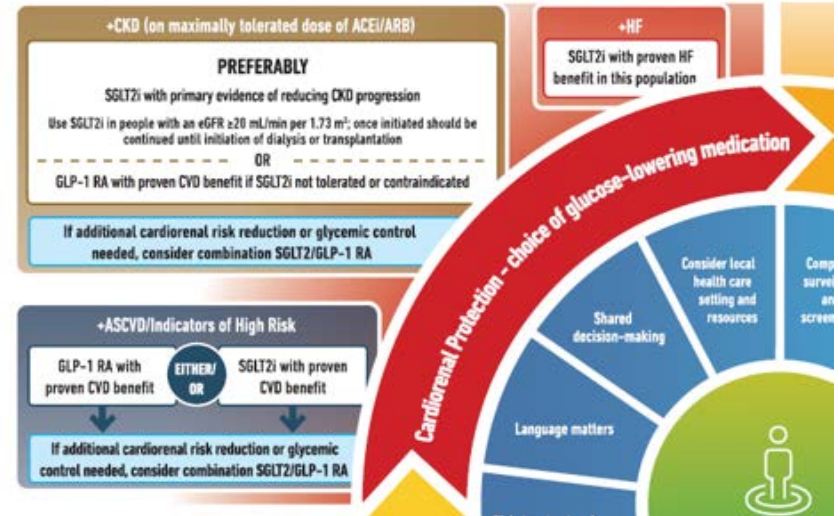 +CKD (on maximally tolerated dose of ACEi/ARB)
PREFERABLY
SGLT2i with primary evidence of reducing CKD progression
Use SGLT2i in people with an eGFR ≥20 mL/min per 1.73 m²; once initiated should be
continued until initiation of dialysis or transplantation
OR
GLP-1 RA with proven CVD benefit if SGLT2i not tolerated or contraindicated
If additional cardiorenal risk reduction or glycemic control
needed, consider combination SGLT2/GLP-1 RA
+HF
SGLT2i with proven HF
benefit in this population
+ASCVD/Indicators of High Risk
GLP-1 RA with
proven CVD benefit
EITHER/
OR
SGLT2i with proven
CVD benefit
If additional cardiorenal risk reduction or glycemic
control needed, consider combination SGLT2/GLP-1 RA
Cardiorenal Protection - choice of glucose-lowering medication
Language matters
Shared
decision-making
Consider local
health care
setting and
resources
Comp
survei
an
screen